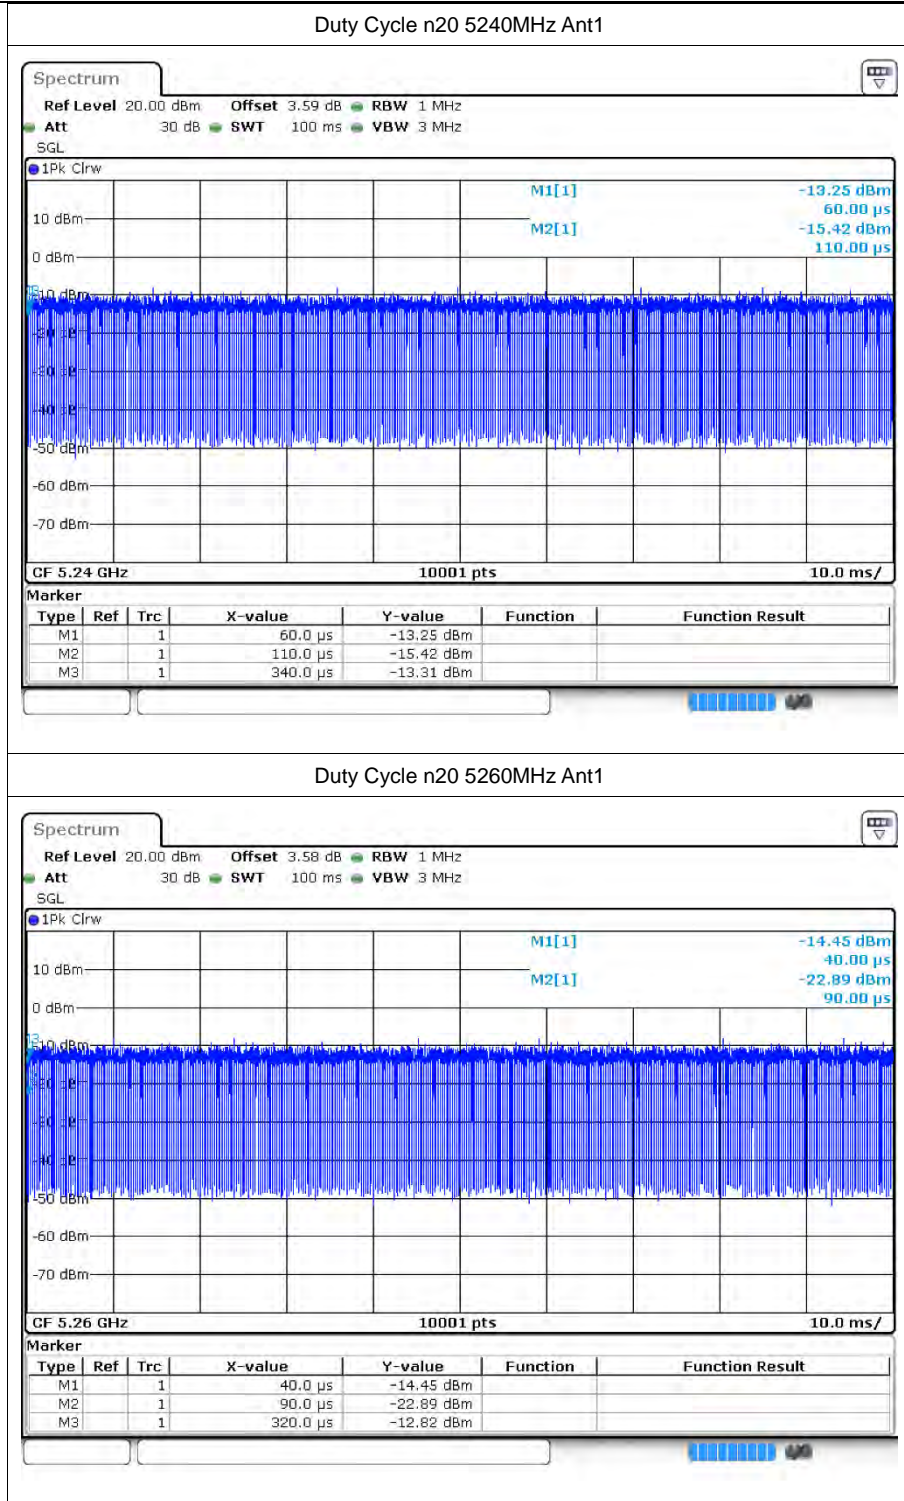 Duty Cycle n20 5240MHz Ant1
Spectrum
Ref Level 20.00 dBm Offset 3.59 dB RBW 1 MHz
Att 30 dB SWT 100 ms VBW 3 MHz
SGL
1Pk Clrw
M1[1] -13.25 dBm
60.00 µs
10 dBm
M2[1] -15.42 dBm
110.00 µs
0 dBm
-10 dBm
-50 dBm
-60 dBm
-70 dBm
CF 5.24 GHz 10001 pts 10.0 ms/
Marker
Type Ref Trc X-value Y-value Function Function Result
M1 1 60.0 µs -13.25 dBm
M2 1 110.0 µs -15.42 dBm
M3 1 340.0 µs -13.31 dBm
Duty Cycle n20 5260MHz Ant1
Spectrum
Ref Level 20.00 dBm Offset 3.58 dB RBW 1 MHz
Att 30 dB SWT 100 ms VBW 3 MHz
SGL
1Pk Clrw
M1[1] -14.45 dBm
40.00 µs
10 dBm
M2[1] -22.89 dBm
90.00 µs
0 dBm
-10 dBm
-50 dBm
-60 dBm
-70 dBm
CF 5.26 GHz 10001 pts 10.0 ms/
Marker
Type Ref Trc X-value Y-value Function Function Result
M1 1 40.0 µs -14.45 dBm
M2 1 90.0 µs -22.89 dBm
M3 1 320.0 µs -12.82 dBm